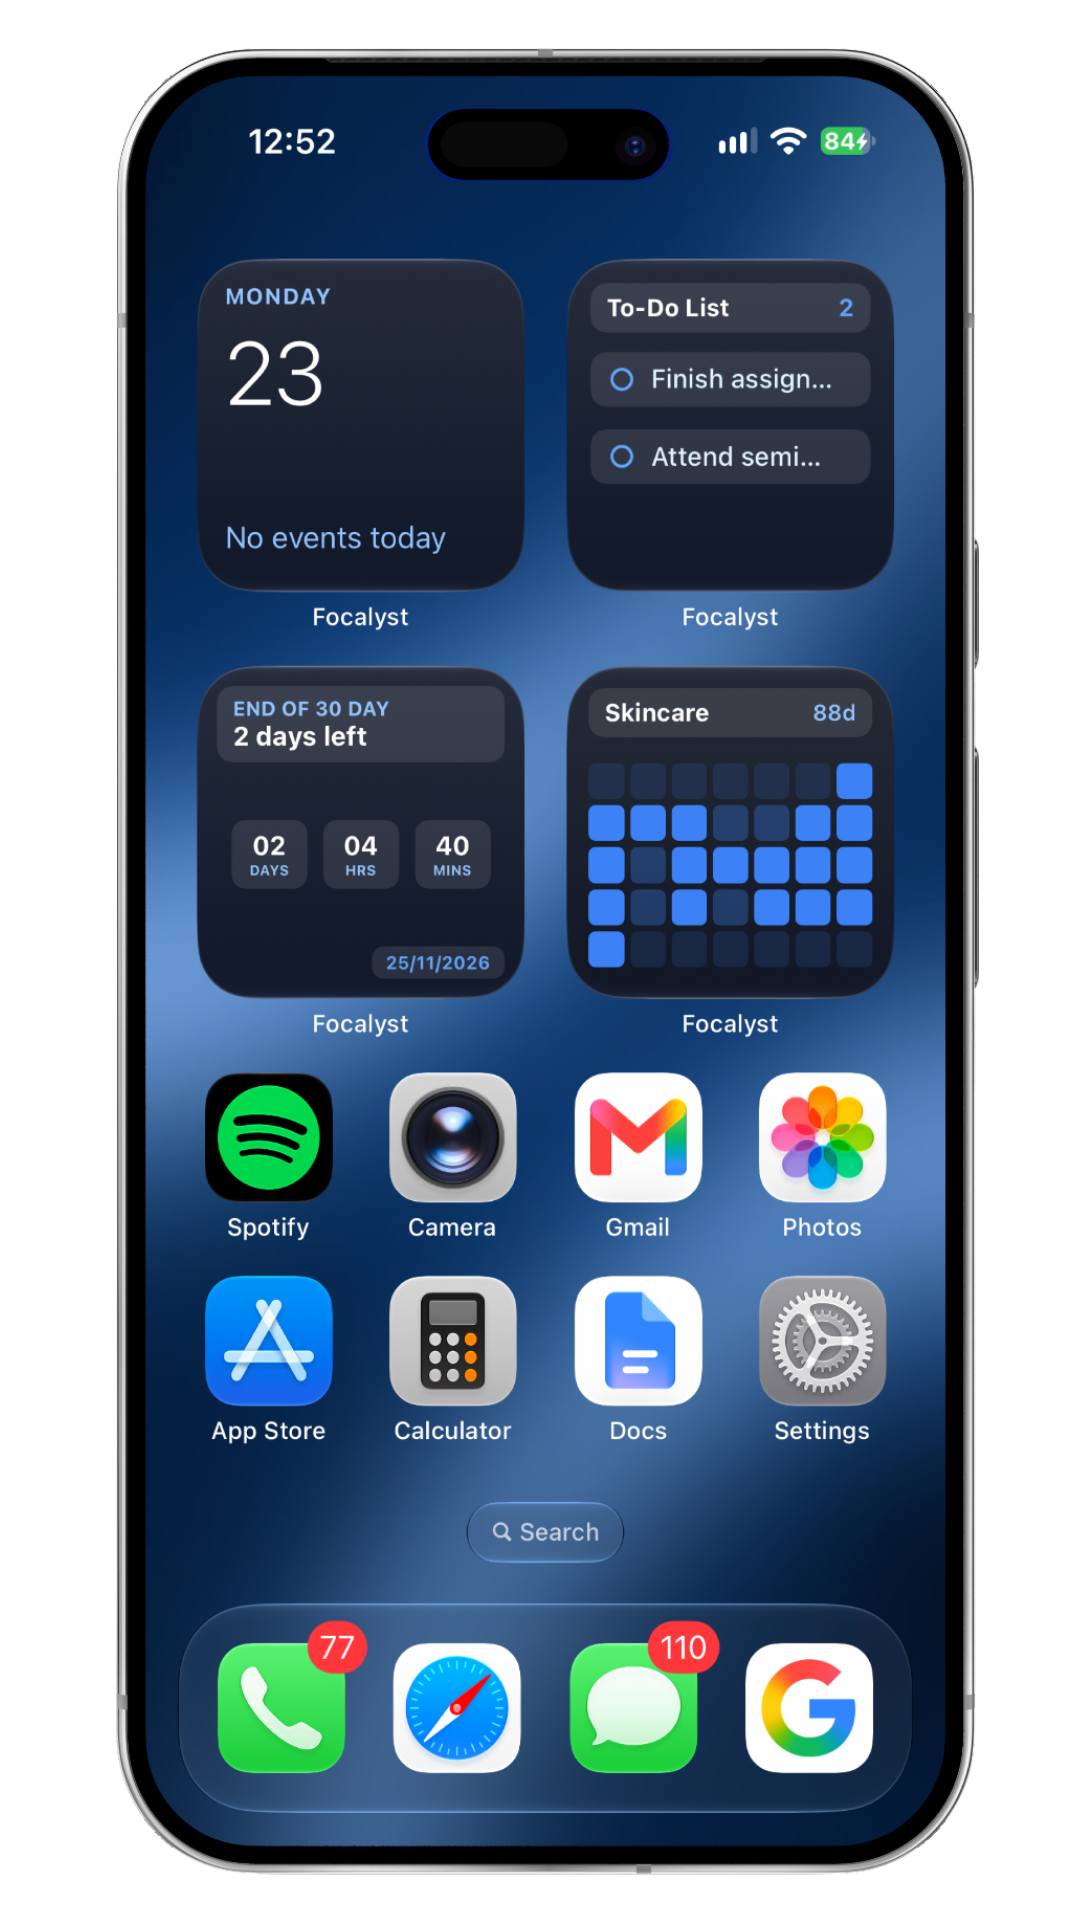 12:52
84
MONDAY
23
No events today
Focalyst
To-Do List 2
Finish assign...
Attend semi...
Focalyst
END OF 30 DAY
2 days left
02 04 40
DAYS HRS MINS
25/11/2026
Focalyst
Skincare 88d
Focalyst
Spotify Camera Gmail Photos
App Store Calculator Docs Settings
Search
77 110